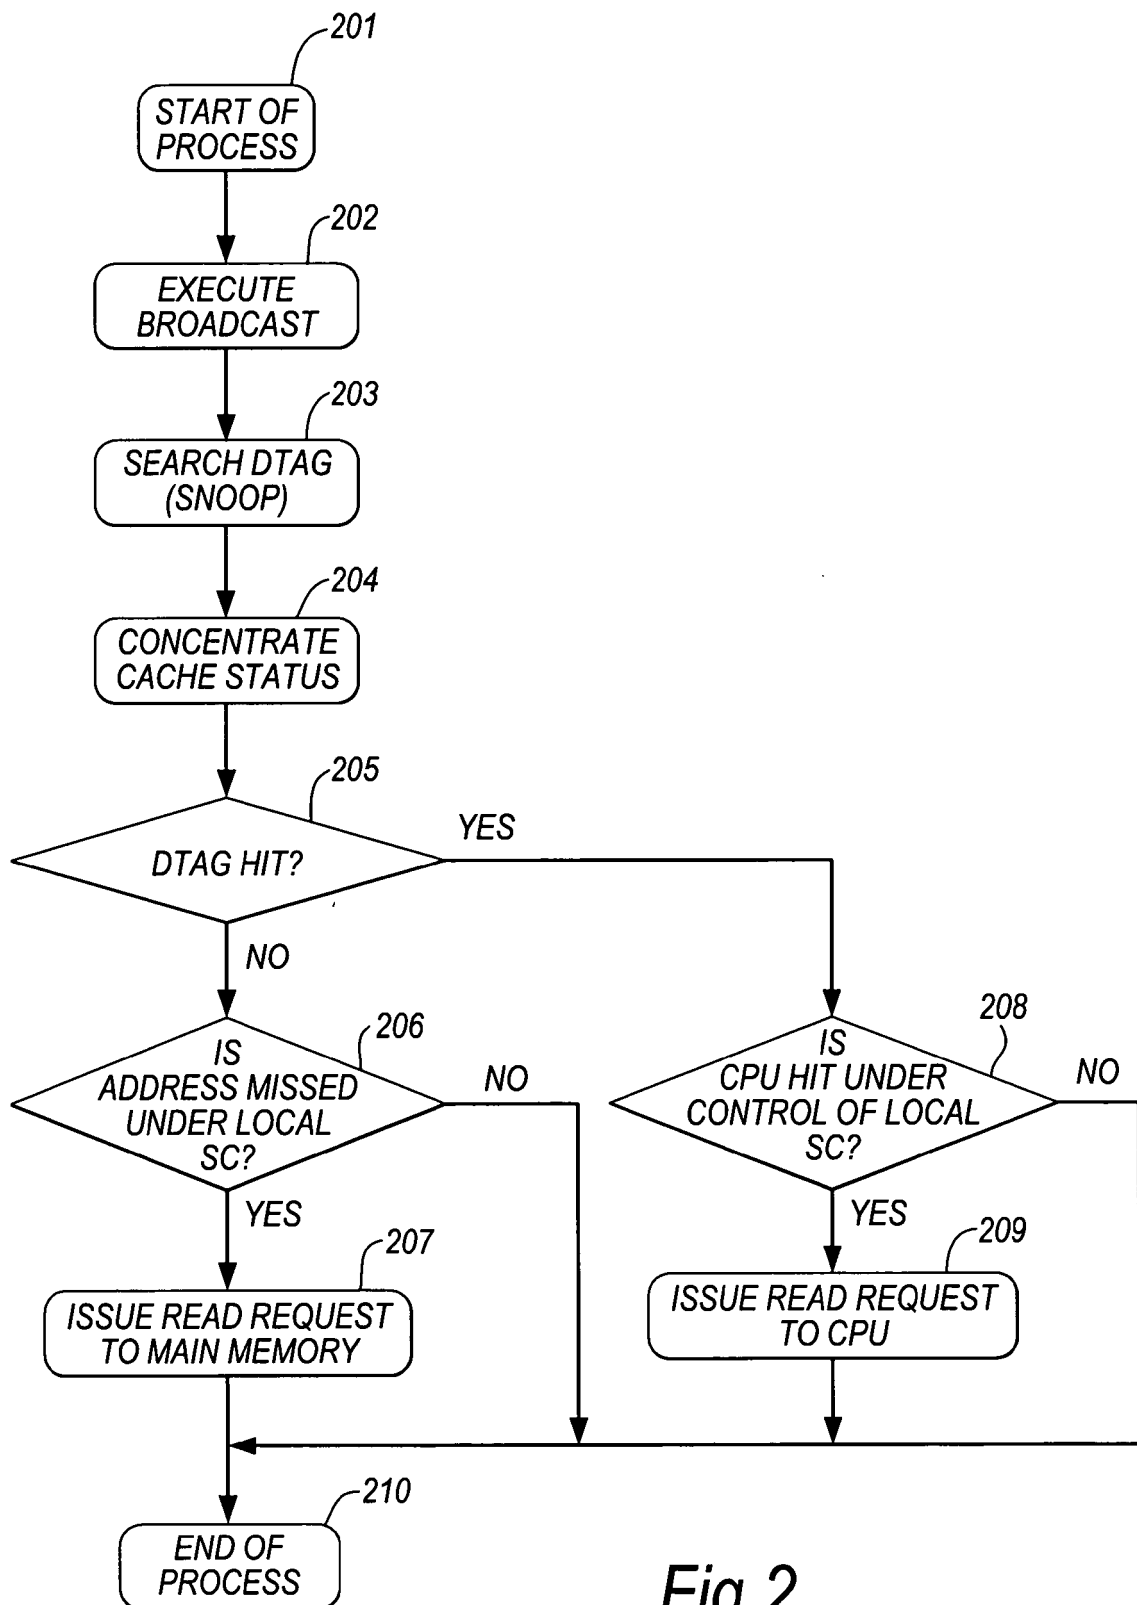 201
START OF
PROCESS
202
EXECUTE
BROADCAST
203
SEARCH DTAG
(SNOOP)
204
CONCENTRATE
CACHE STATUS
205
DTAG HIT?
YES
NO
206
IS
ADDRESS MISSED
UNDER LOCAL
SC?
NO
YES
208
IS
CPU HIT UNDER
CONTROL OF LOCAL
SC?
NO
YES
207
ISSUE READ REQUEST
TO MAIN MEMORY
209
ISSUE READ REQUEST
TO CPU
210
END OF
PROCESS
Fig.2